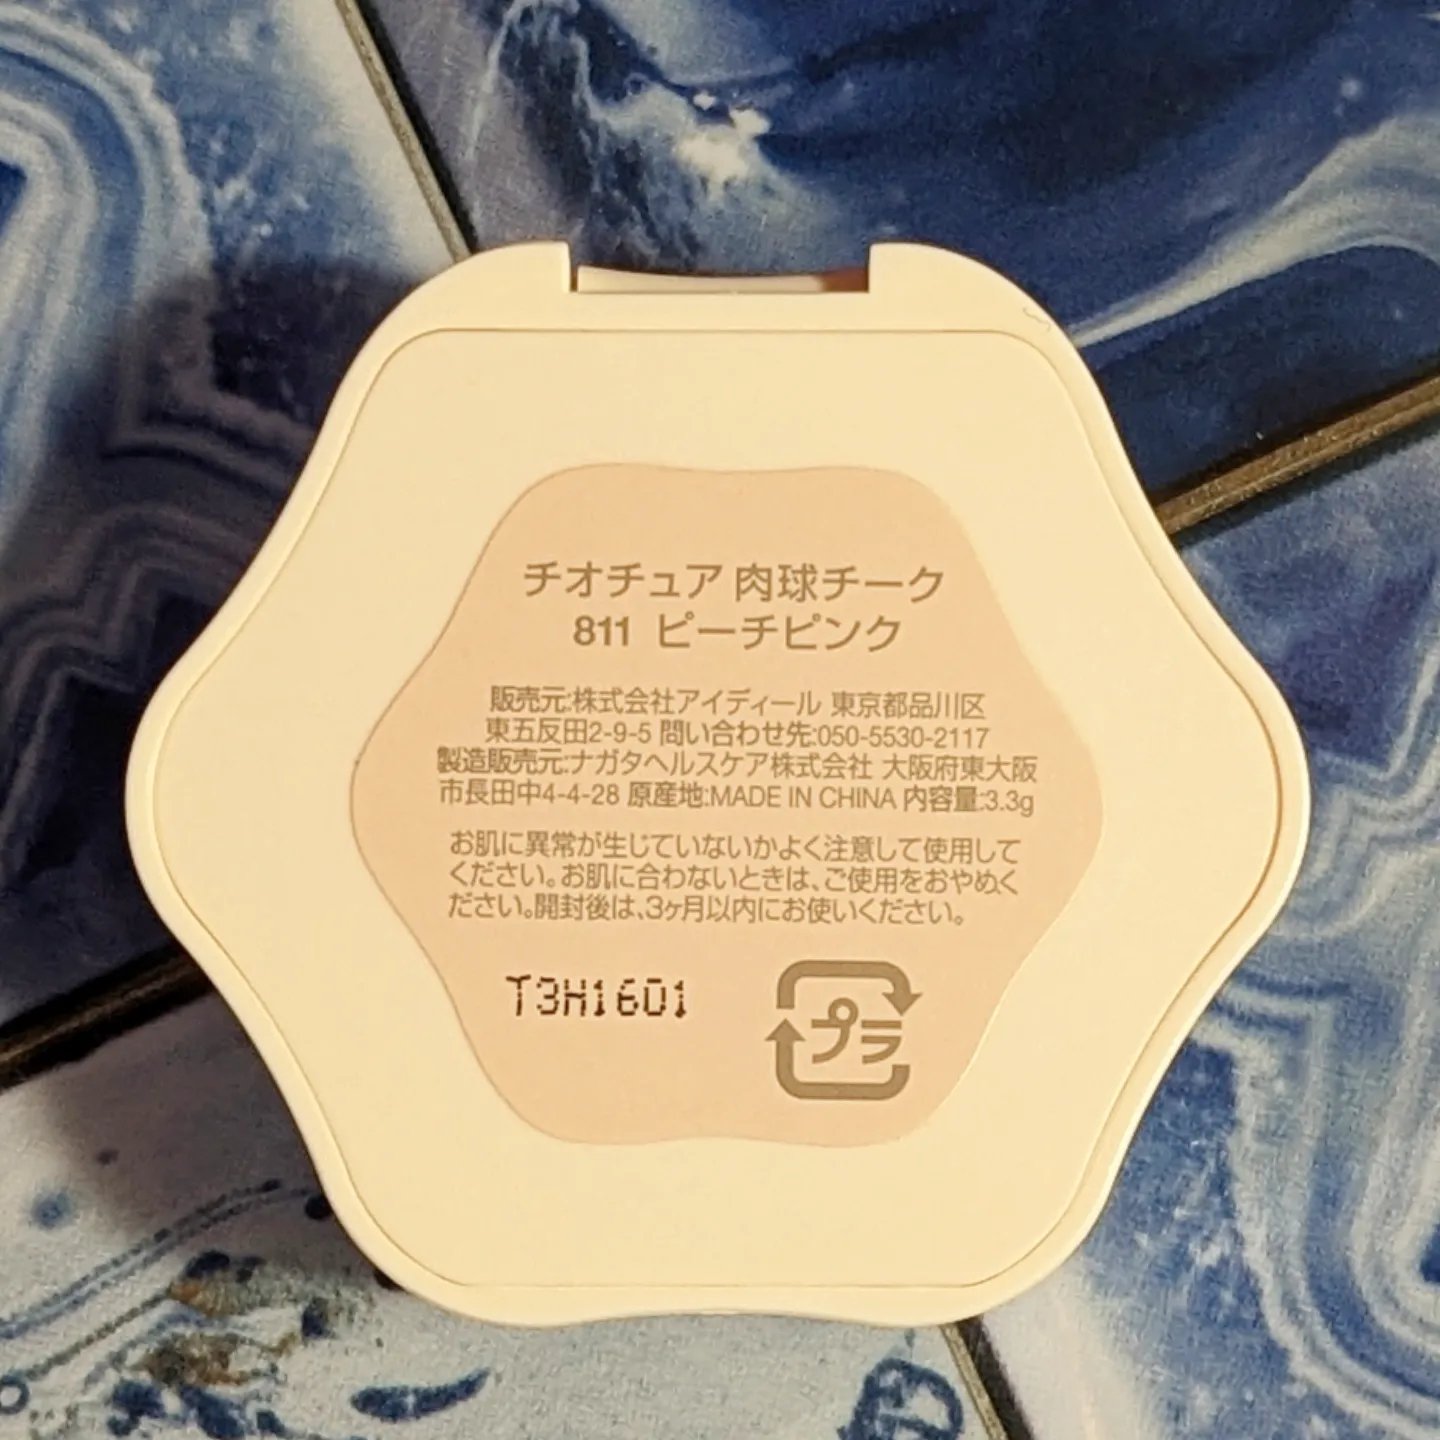 チオチュア 肉球チーク
811 ピーチピンク
販売元:株式会社アイディール 東京都品川区
東五反田2-9-5 問い合わせ先:050-5530-2117
製造販売元:ナガタヘルスケア株式会社 大阪府東大阪
市長田中4-4-28 原産地:MADE IN CHINA 内容量:3.3g
お肌に異常が生じていないかよく注意して使用して
ください。お肌に合わないときは、ご使用をおやめく
ださい。開封後は、3ヶ月以内にお使いください。
T3H1601
プラ